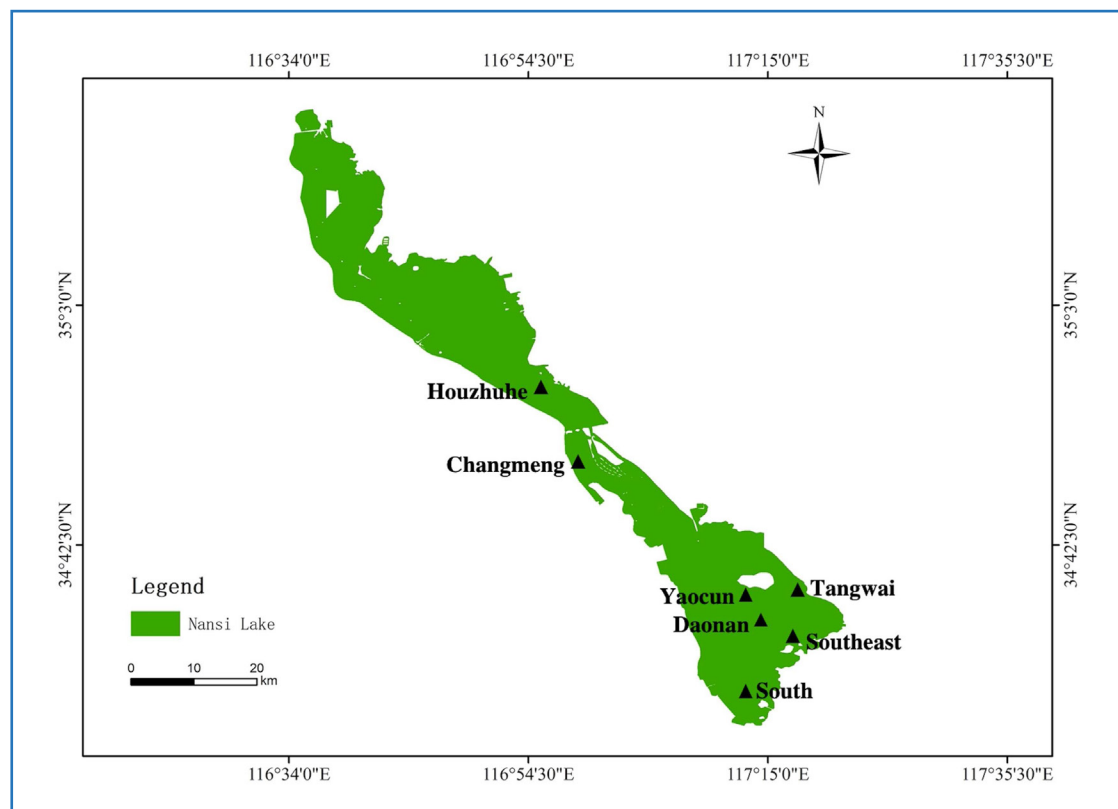 116°34'0"E 116°54'30"E 117°15'0"E 117°35'30"E
N
35°3'0"N 35°3'0"N
Houzhuhe
Changmeng
34°42'30"N 34°42'30"N
Legend
Nansi Lake
Tangwai
Yaocun
Daonan
Southeast
South
0 10 20
km
116°34'0"E 116°54'30"E 117°15'0"E 117°35'30"E